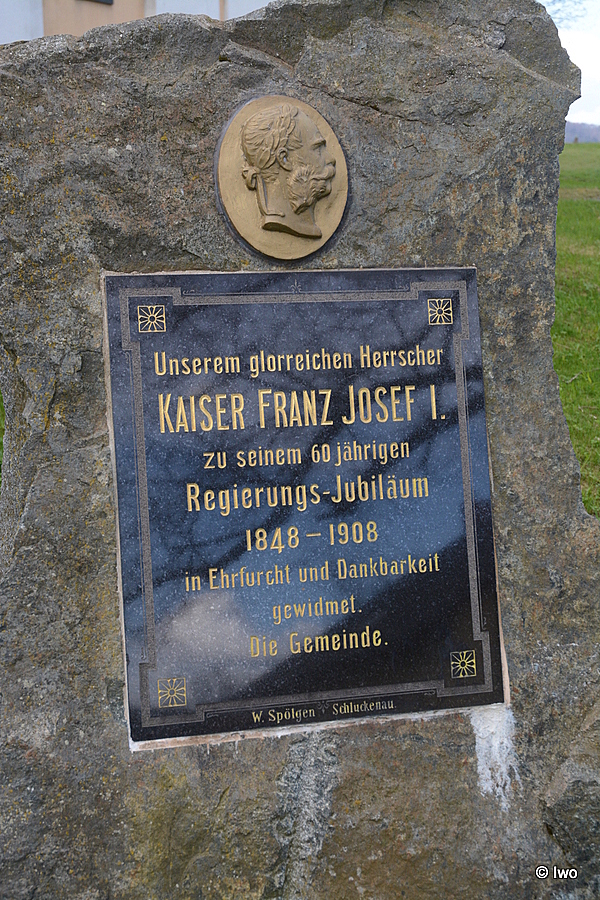 Unserem glorreichen Herrscher
KAISER FRANZ JOSEF I.
zu seinem 60 jährigen
Regierungs-Jubiläum
1848 – 1908
in Ehrfurcht und Dankbarkeit
gewidmet.
Die Gemeinde.
W. Spölgen Schluckenau.
© Iwo